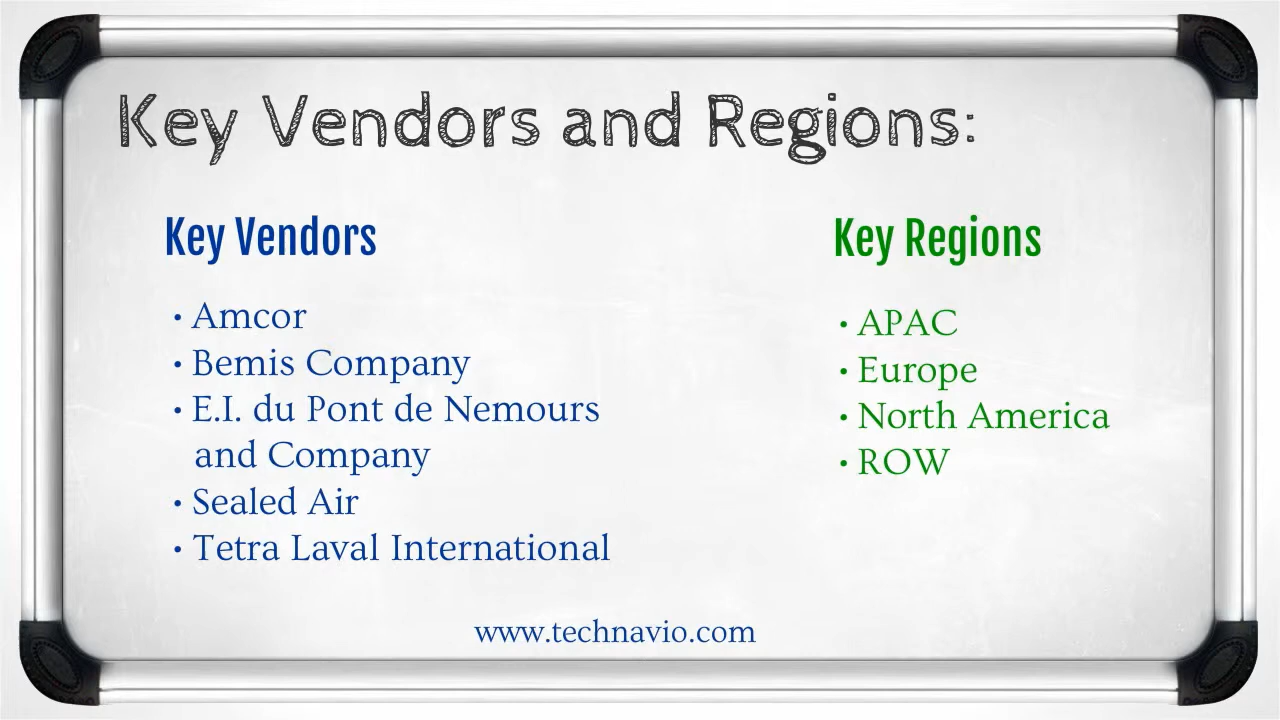 Key Vendors and Regions:
Key Vendors
• Amcor
• Bemis Company
• E.I. du Pont de Nemours
and Company
• Sealed Air
• Tetra Laval International
Key Regions
• APAC
• Europe
• North America
• ROW
www.technavio.com